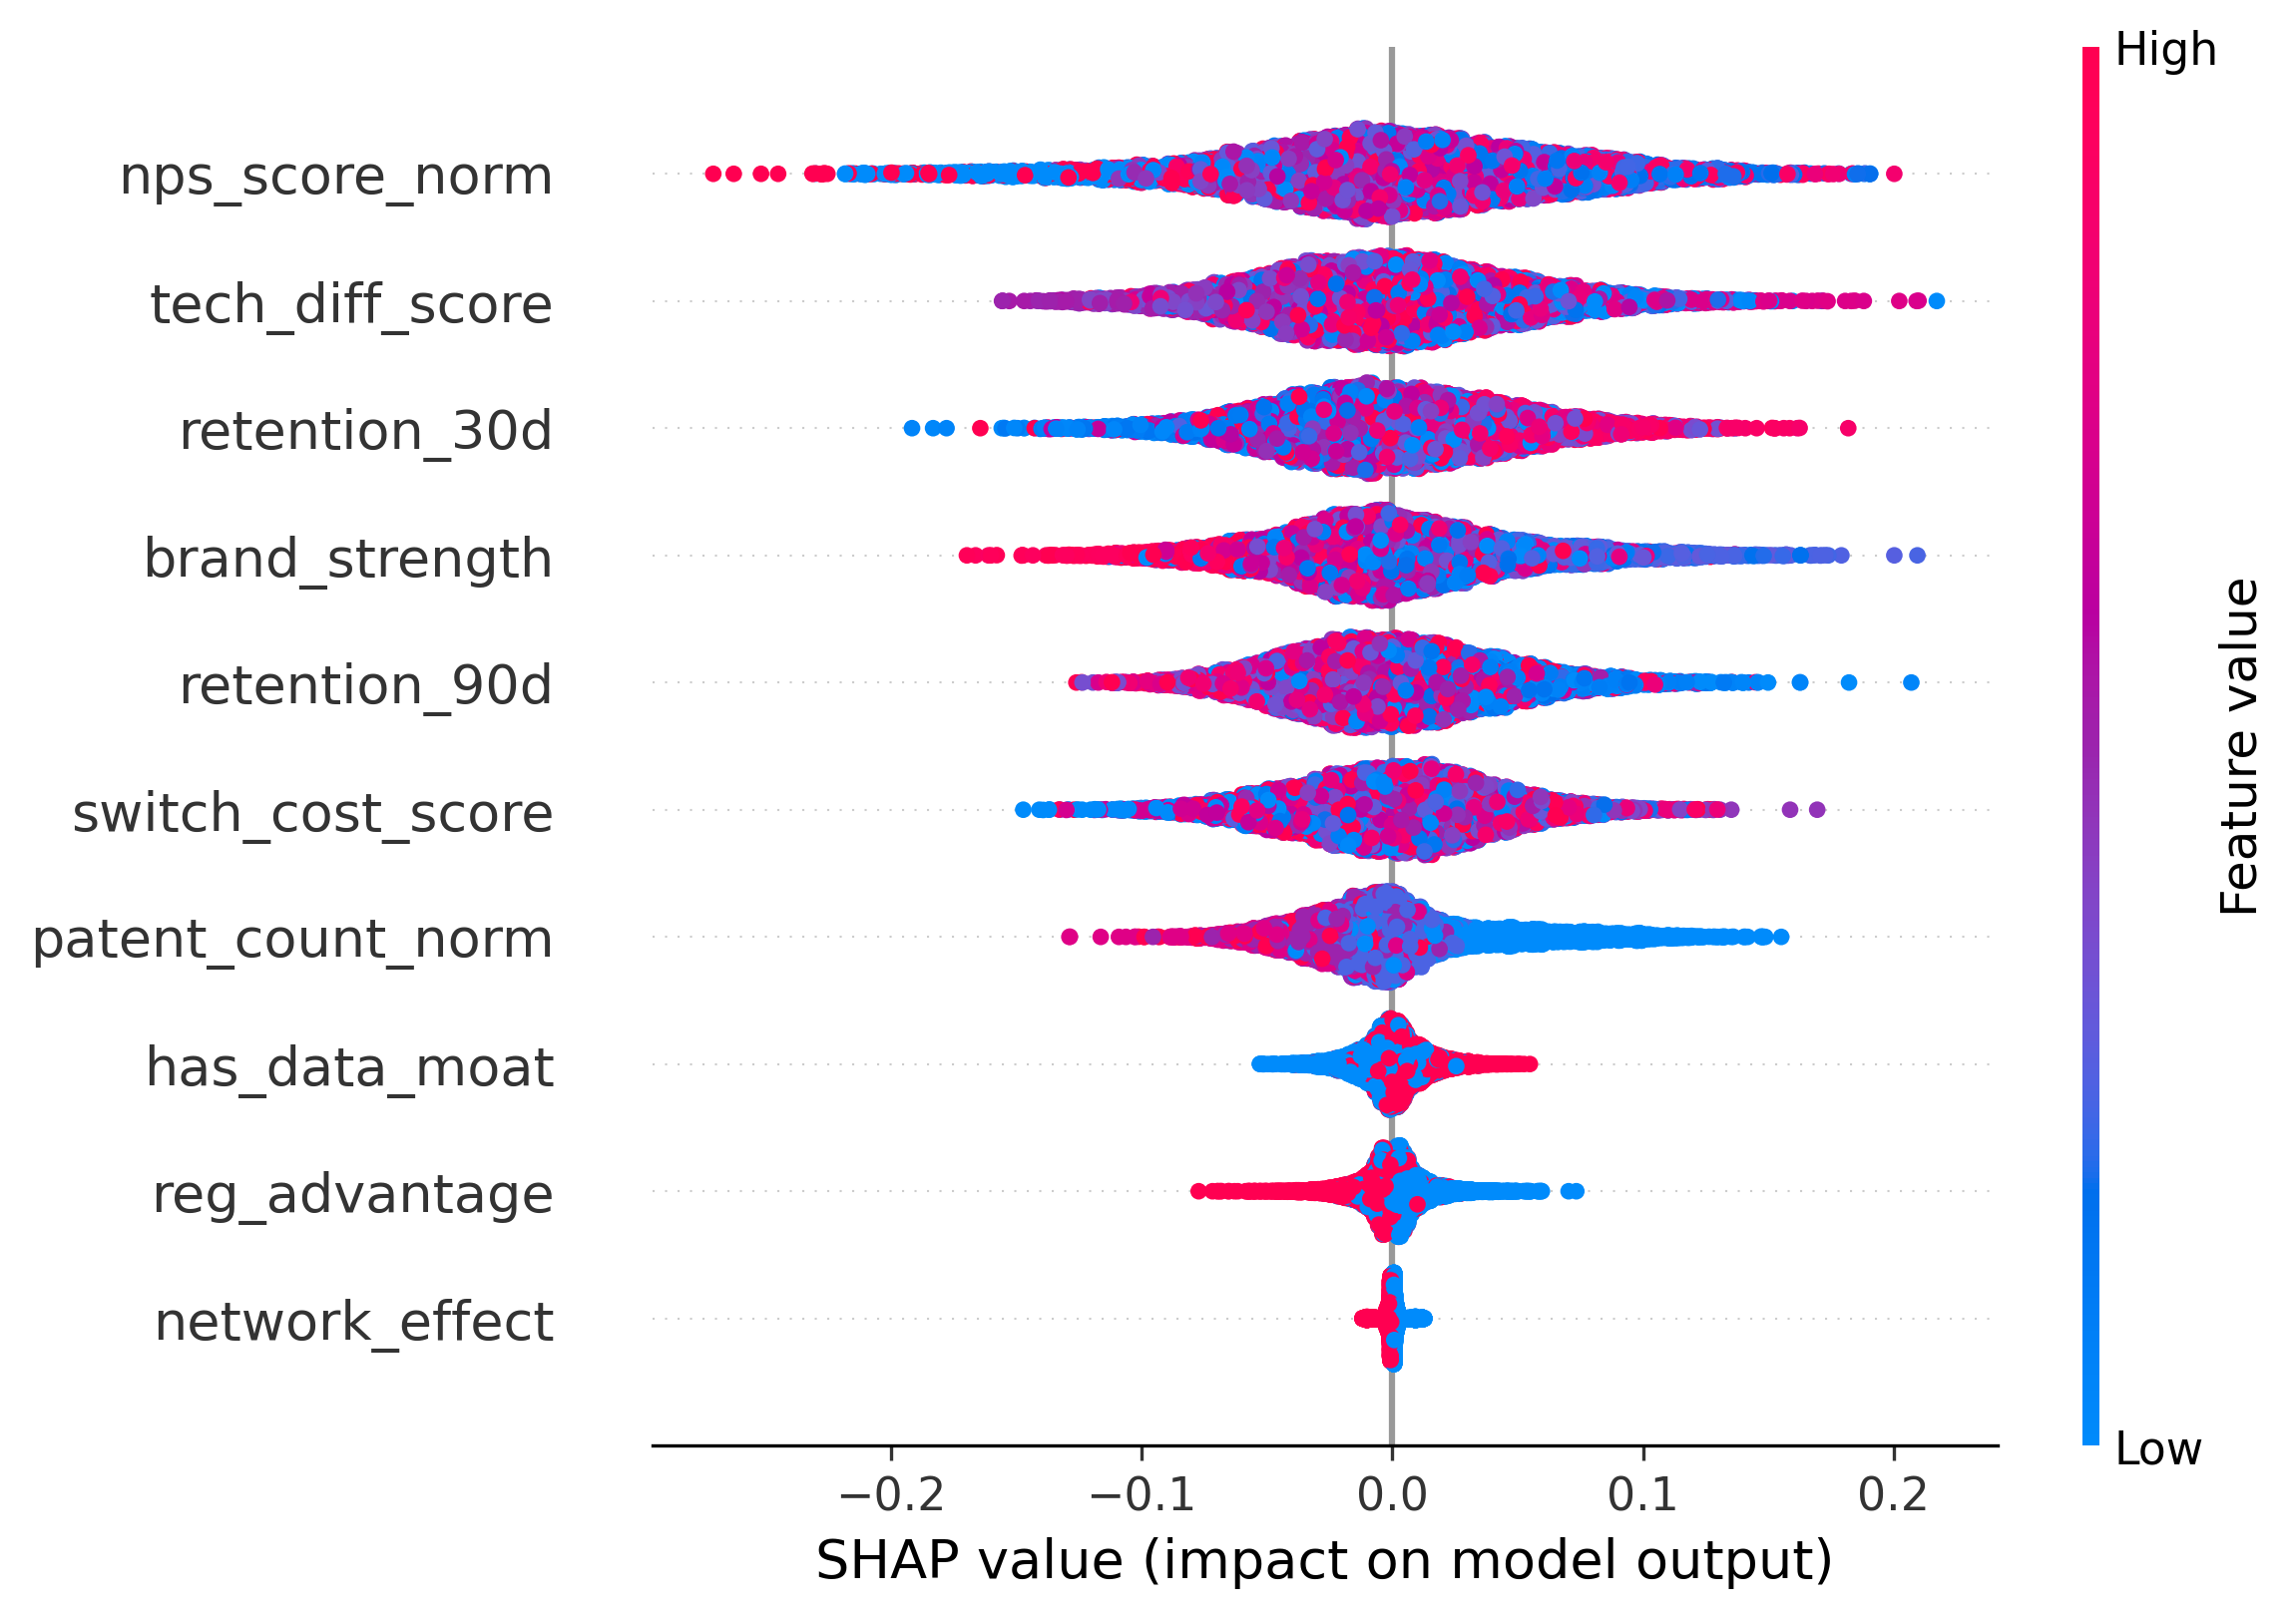 High
nps_score_norm
tech_diff_score
retention_30d
brand_strength
retention_90d
switch_cost_score
patent_count_norm
has_data_moat
reg_advantage
network_effect
Feature value
Low
−0.2 −0.1 0.0 0.1 0.2
SHAP value (impact on model output)